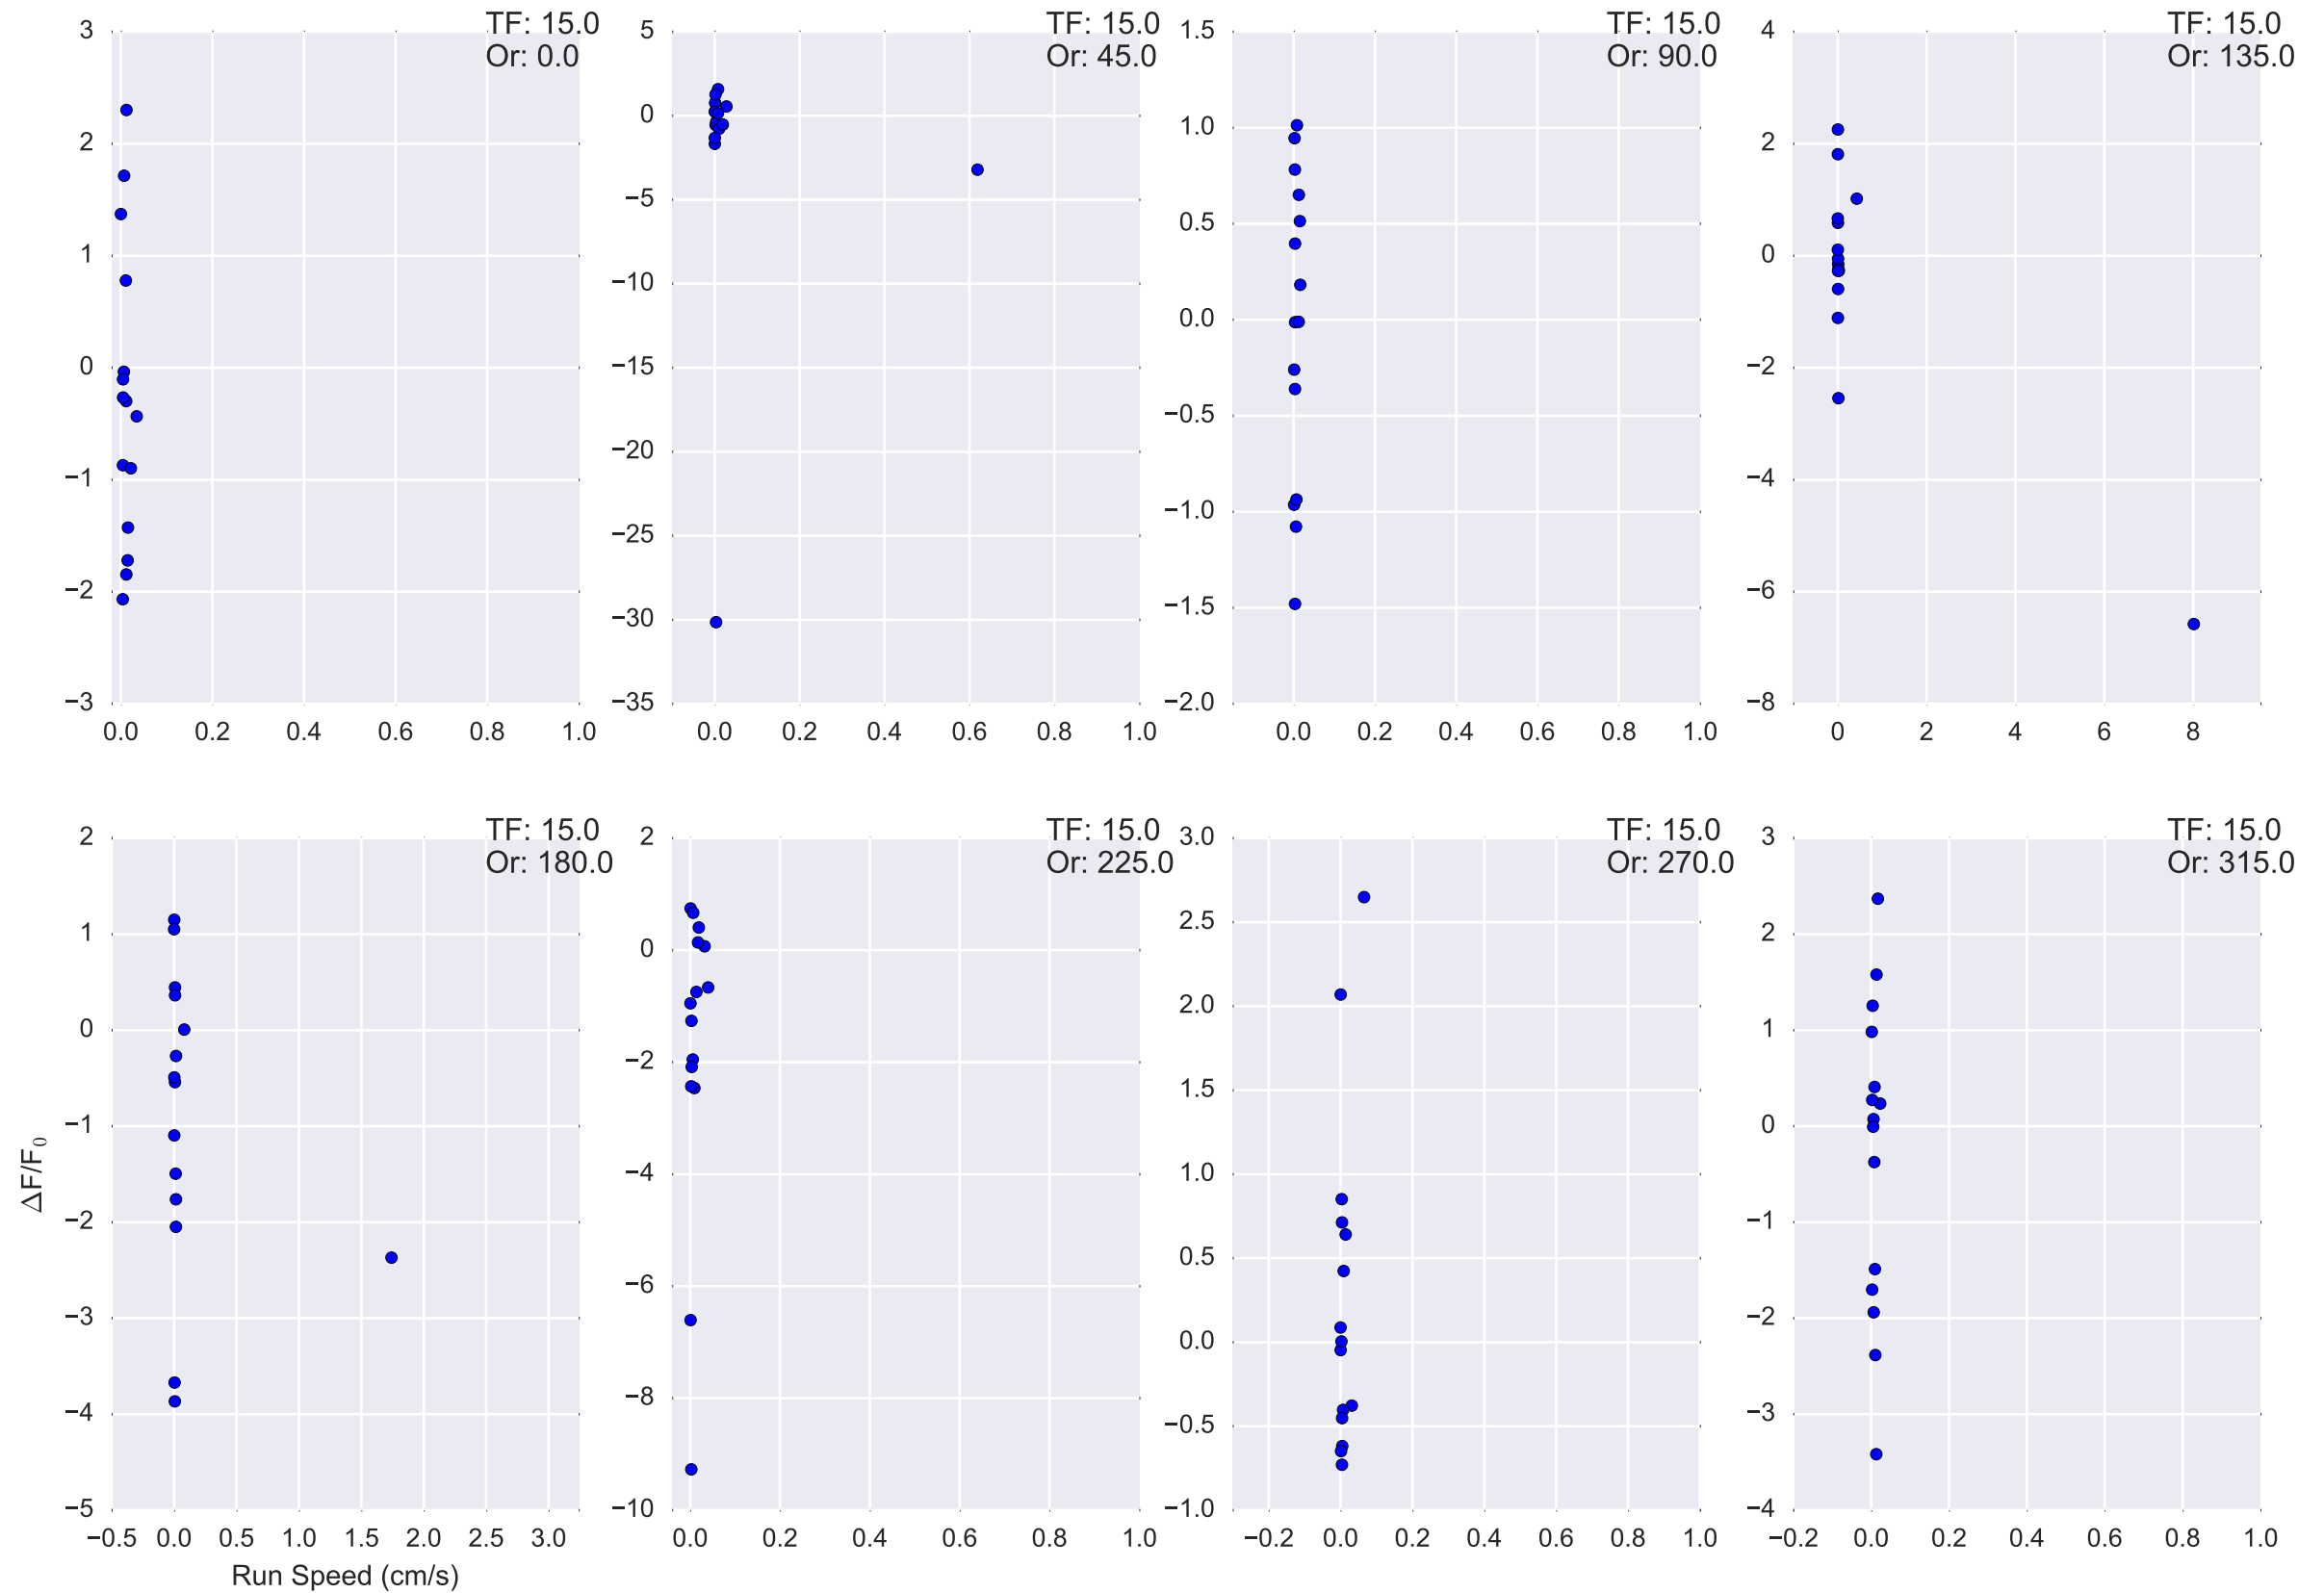 TF: 15.0
Or: 0.0
3
2
1
0
−1
−2
−3
0.0 0.2 0.4 0.6 0.8 1.0
TF: 15.0
Or: 45.0
5
0
−5
−10
−15
−20
−25
−30
−35
0.0 0.2 0.4 0.6 0.8 1.0
TF: 15.0
Or: 90.0
1.5
1.0
0.5
0.0
−0.5
−1.0
−1.5
−2.0
0.0 0.2 0.4 0.6 0.8 1.0
TF: 15.0
Or: 135.0
4
2
0
−2
−4
−6
−8
0 2 4 6 8
TF: 15.0
Or: 180.0
2
1
0
−1
−2
−3
−4
−5
−0.5 0.0 0.5 1.0 1.5 2.0 2.5 3.0
Run Speed (cm/s)
ΔF/F0
TF: 15.0
Or: 225.0
2
0
−2
−4
−6
−8
−10
0.0 0.2 0.4 0.6 0.8 1.0
TF: 15.0
Or: 270.0
3.0
2.5
2.0
1.5
1.0
0.5
0.0
−0.5
−1.0
−0.2 0.0 0.2 0.4 0.6 0.8 1.0
TF: 15.0
Or: 315.0
3
2
1
0
−1
−2
−3
−4
−0.2 0.0 0.2 0.4 0.6 0.8 1.0